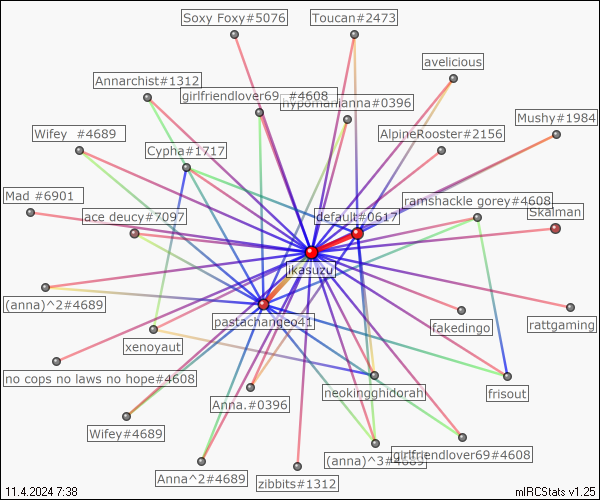 Soxy Foxy#5076
Toucan#2473
avelicious
Annarchist#1312
girlfriendlover69 #4608
hypomarianna#0396
Mushy#1984
Wifey #4689
AlpineRooster#2156
Cypha#1717
Mad #6901
ramshackle gorey#4608
ace deucy#7097
default#0617
Skalman
ikasuzu
(anna)^2#4689
pastachangeo41
fakedingo
rattgaming
xenoyaut
no cops no laws no hope#4608
neokingghidorah
frisout
Anna.#0396
Wifey#4689
girlfriendlover69#4608
(anna)^3#4689
Anna^2#4689
zibbits#1312
11.4.2024 7:38
mIRCStats v1.25